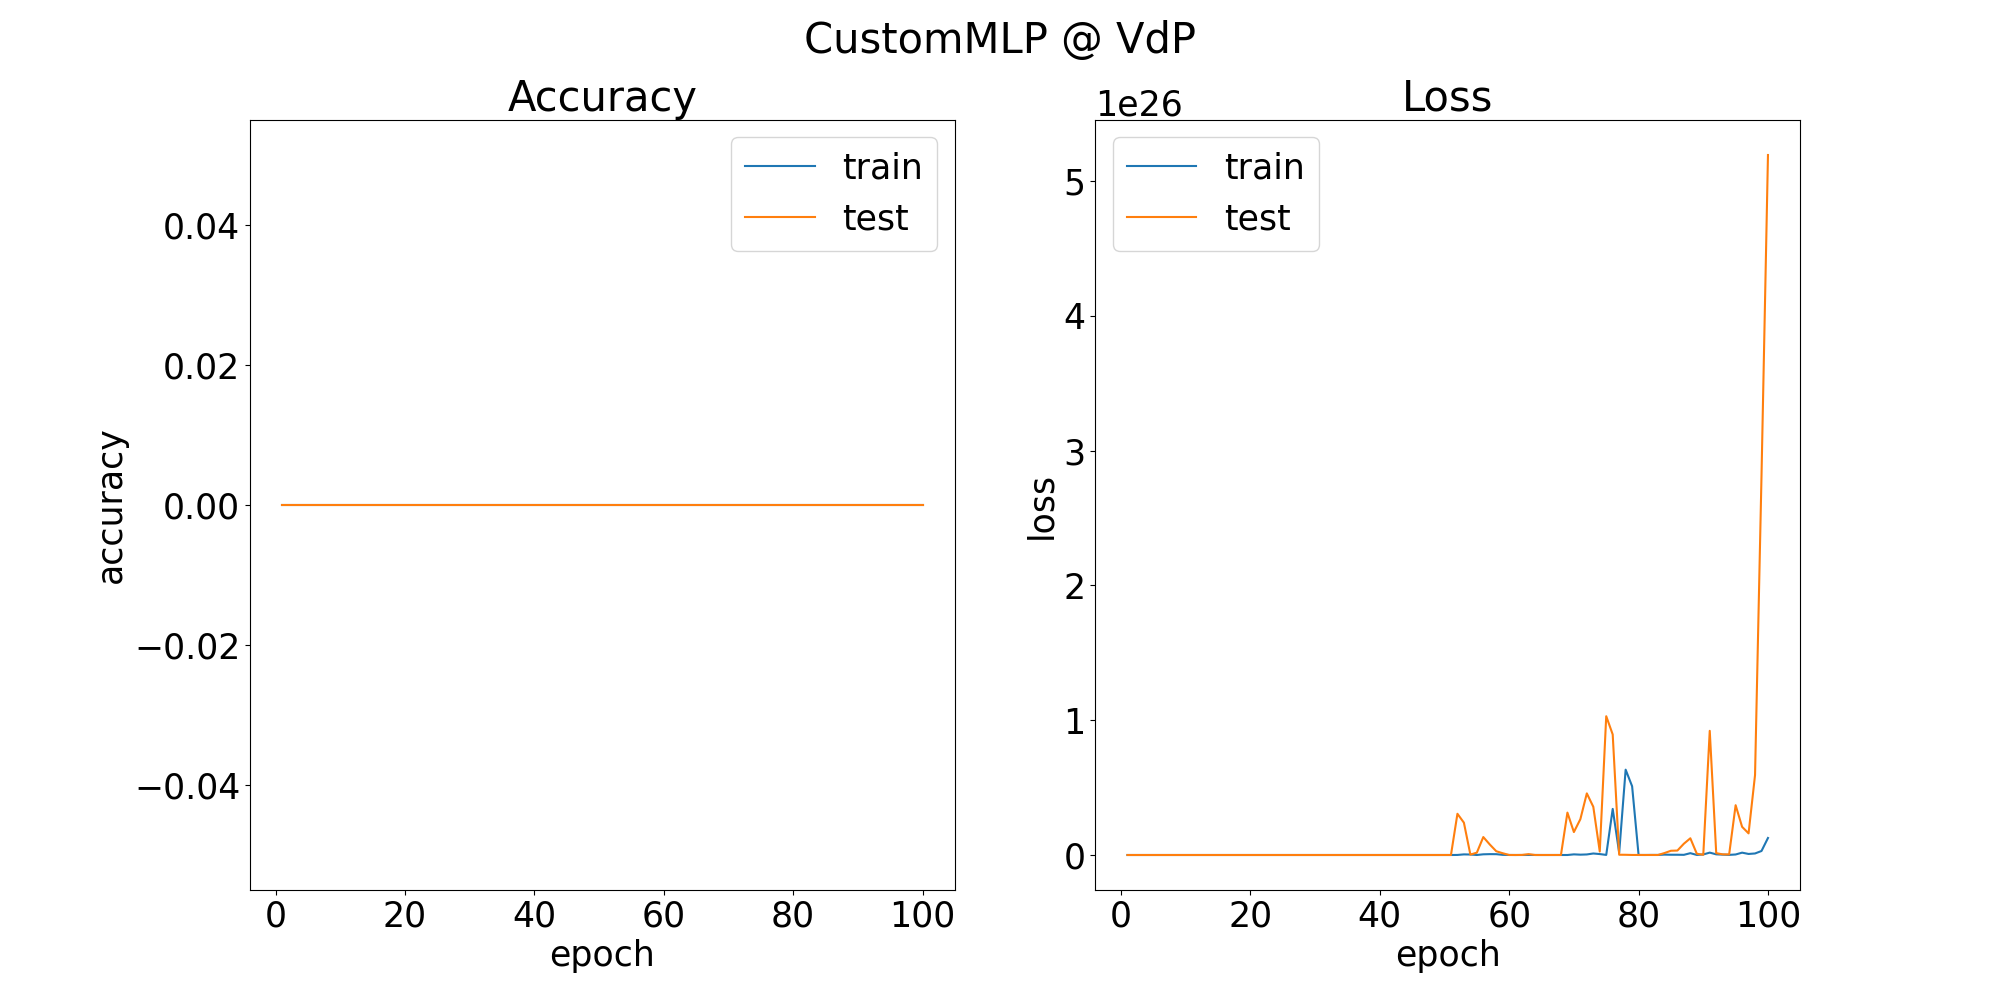 CustomMLP @ VdP
Accuracy
train
test
0.04
0.02
0.00
−0.02
−0.04
accuracy
0 20 40 60 80 100
epoch
Loss
1e26
train
test
5
4
3
2
1
0
loss
0 20 40 60 80 100
epoch